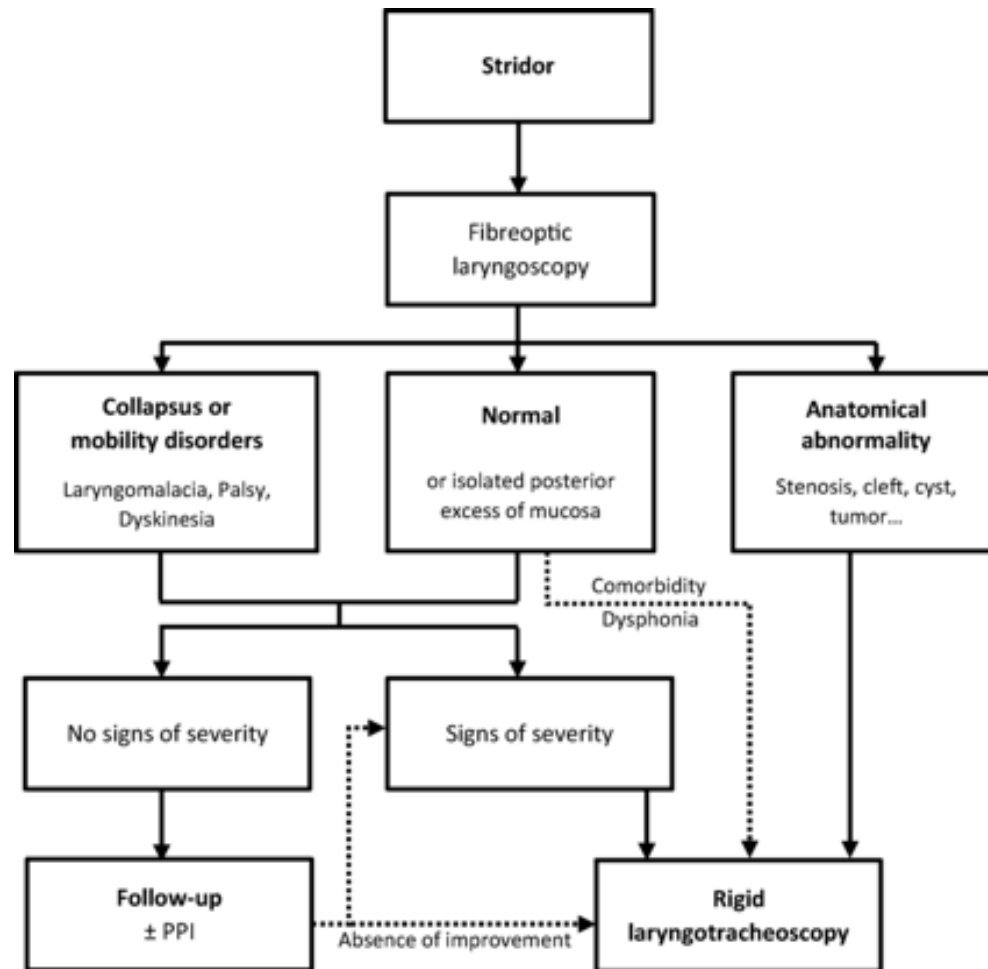 Stridor
Fibreoptic
laryngoscopy
Collapsus or
mobility disorders
Laryngomalacia, Palsy,
Dyskinesia
Normal
or isolated posterior
excess of mucosa
Anatomical
abnormality
Stenosis, cleft, cyst,
tumor...
Comorbidity
Dysphonia
No signs of severity
Signs of severity
Follow-up
± PPI
Absence of improvement
Rigid
laryngotracheoscopy